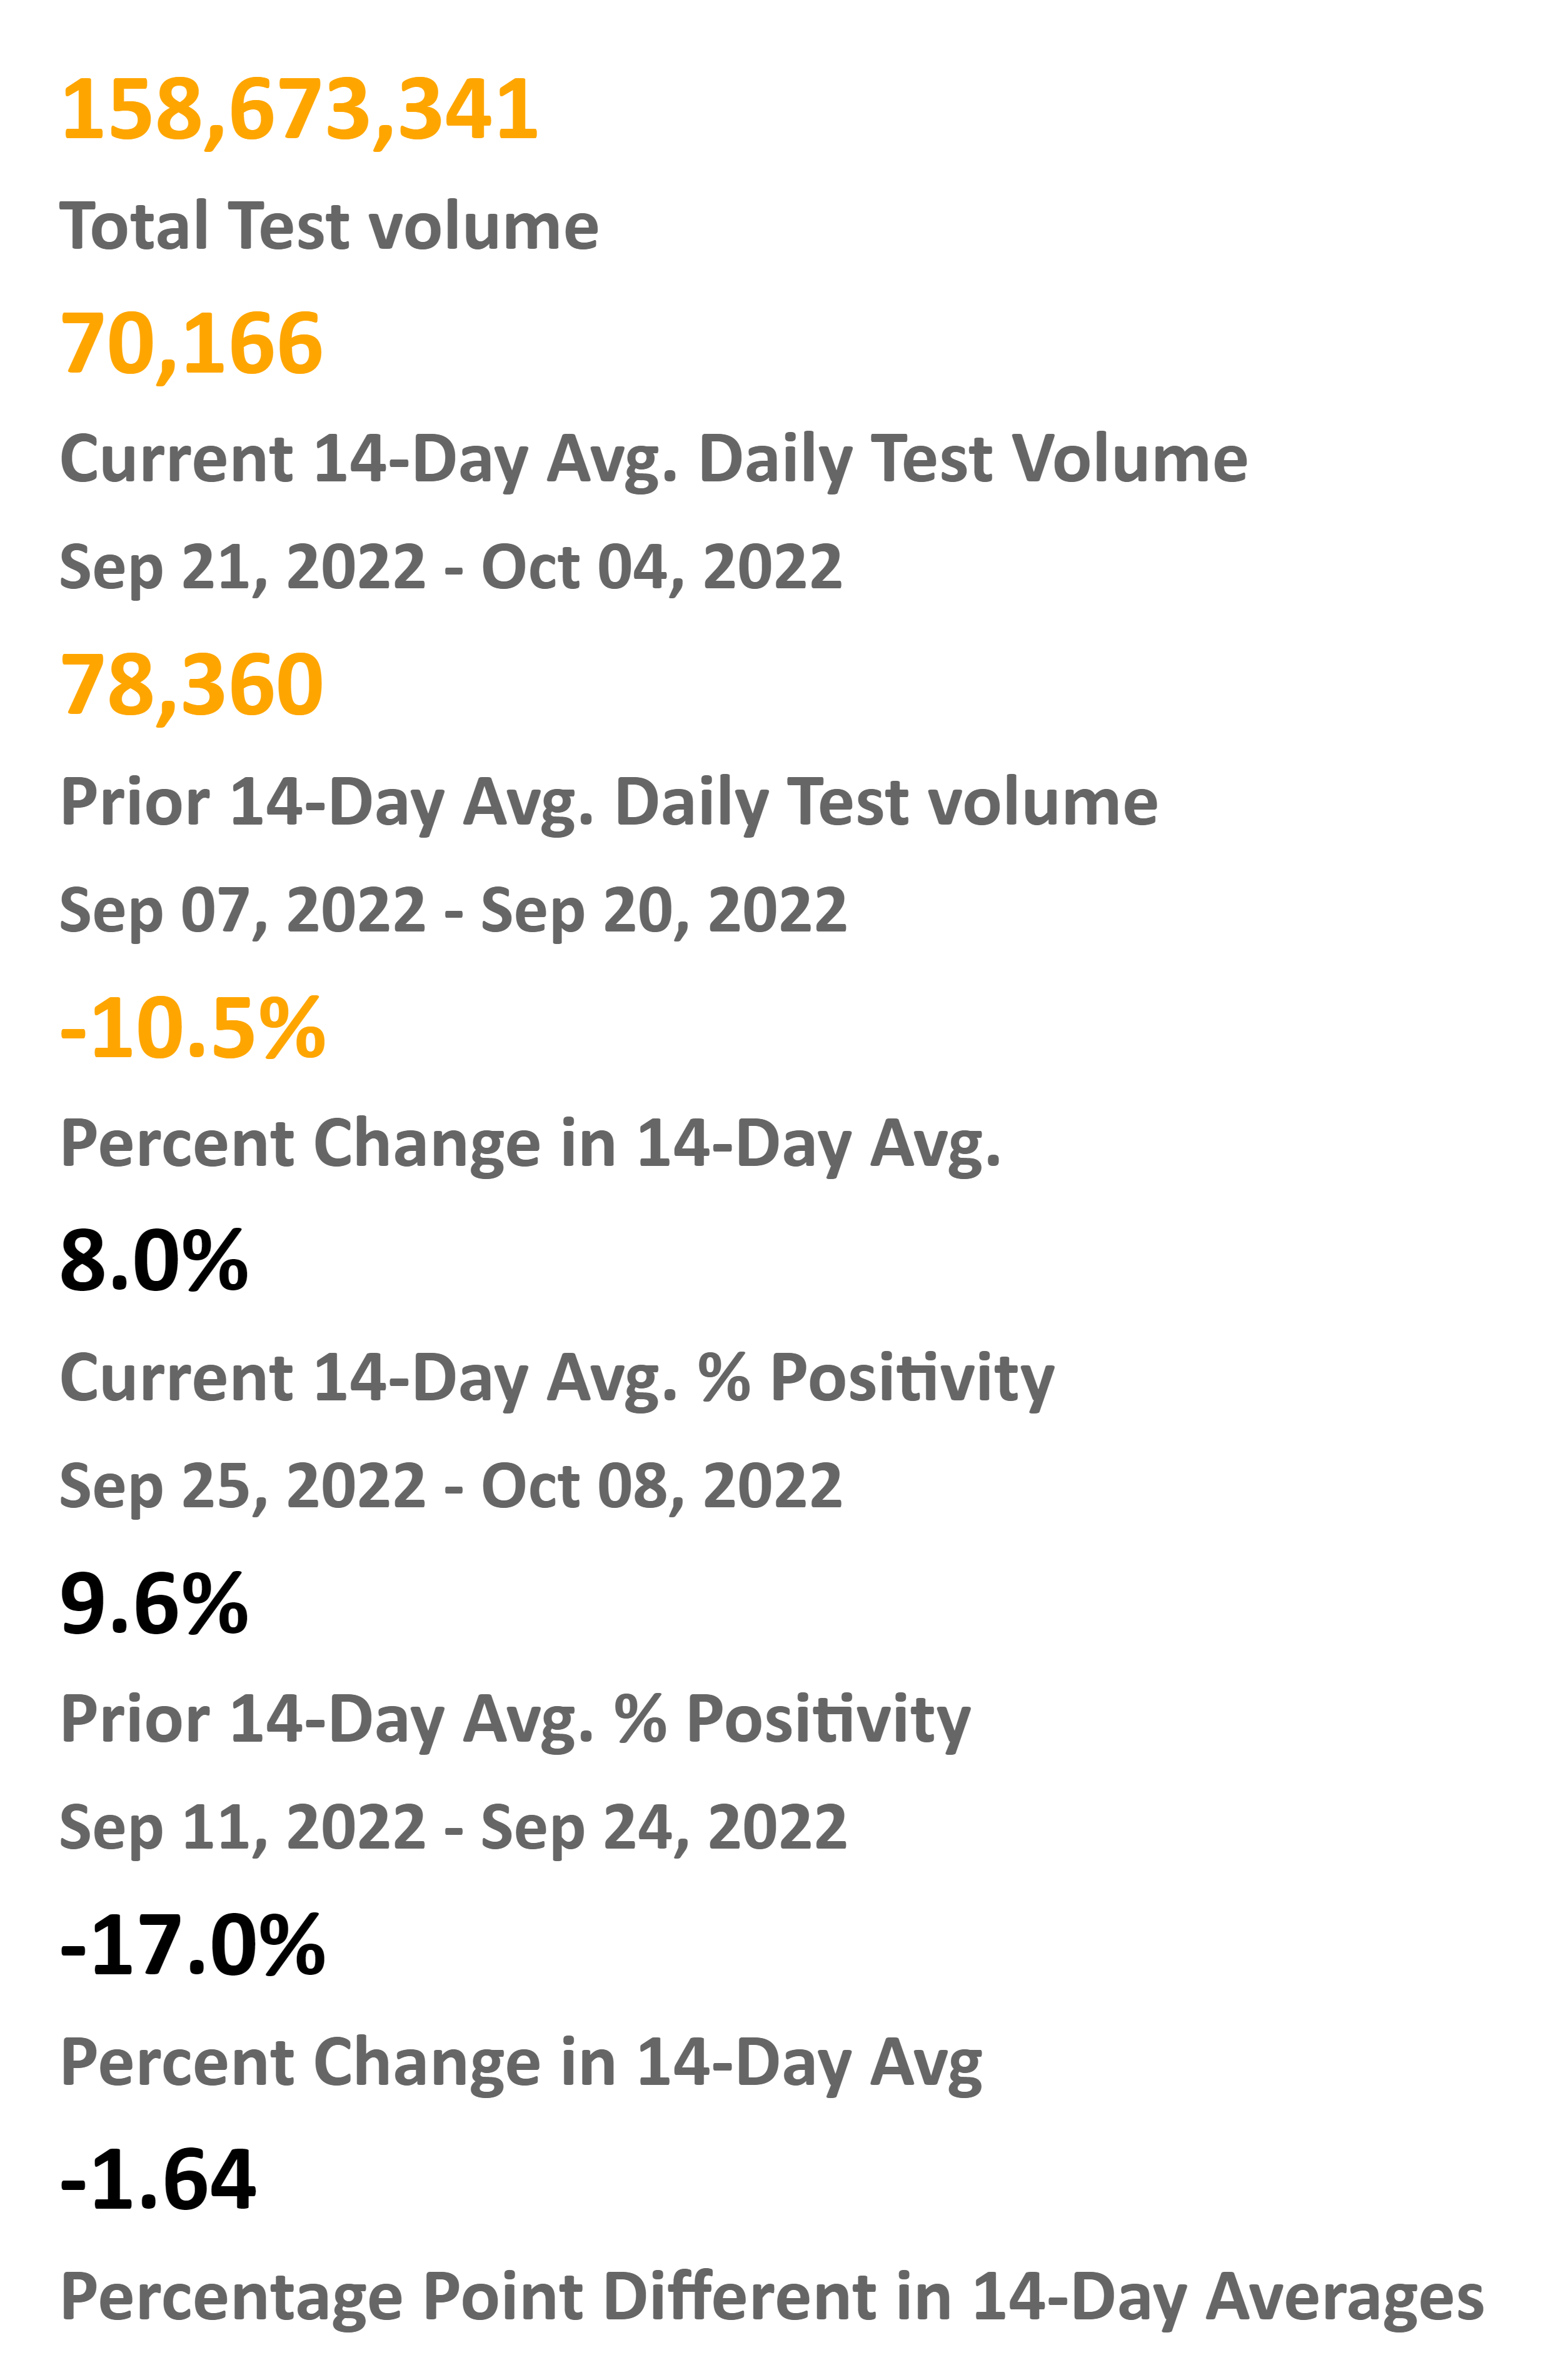 158,673,341
Total Test volume
70,166
Current 14-Day Avg. Daily Test Volume
Sep 21, 2022 - Oct 04, 2022
78,360
Prior 14-Day Avg. Daily Test volume
Sep 07, 2022 - Sep 20, 2022
-10.5%
Percent Change in 14-Day Avg.
8.0%
Current 14-Day Avg. % Positivity
Sep 25, 2022 - Oct 08, 2022
9.6%
Prior 14-Day Avg. % Positivity
Sep 11, 2022 - Sep 24, 2022
-17.0%
Percent Change in 14-Day Avg
-1.64
Percentage Point Different in 14-Day Averages